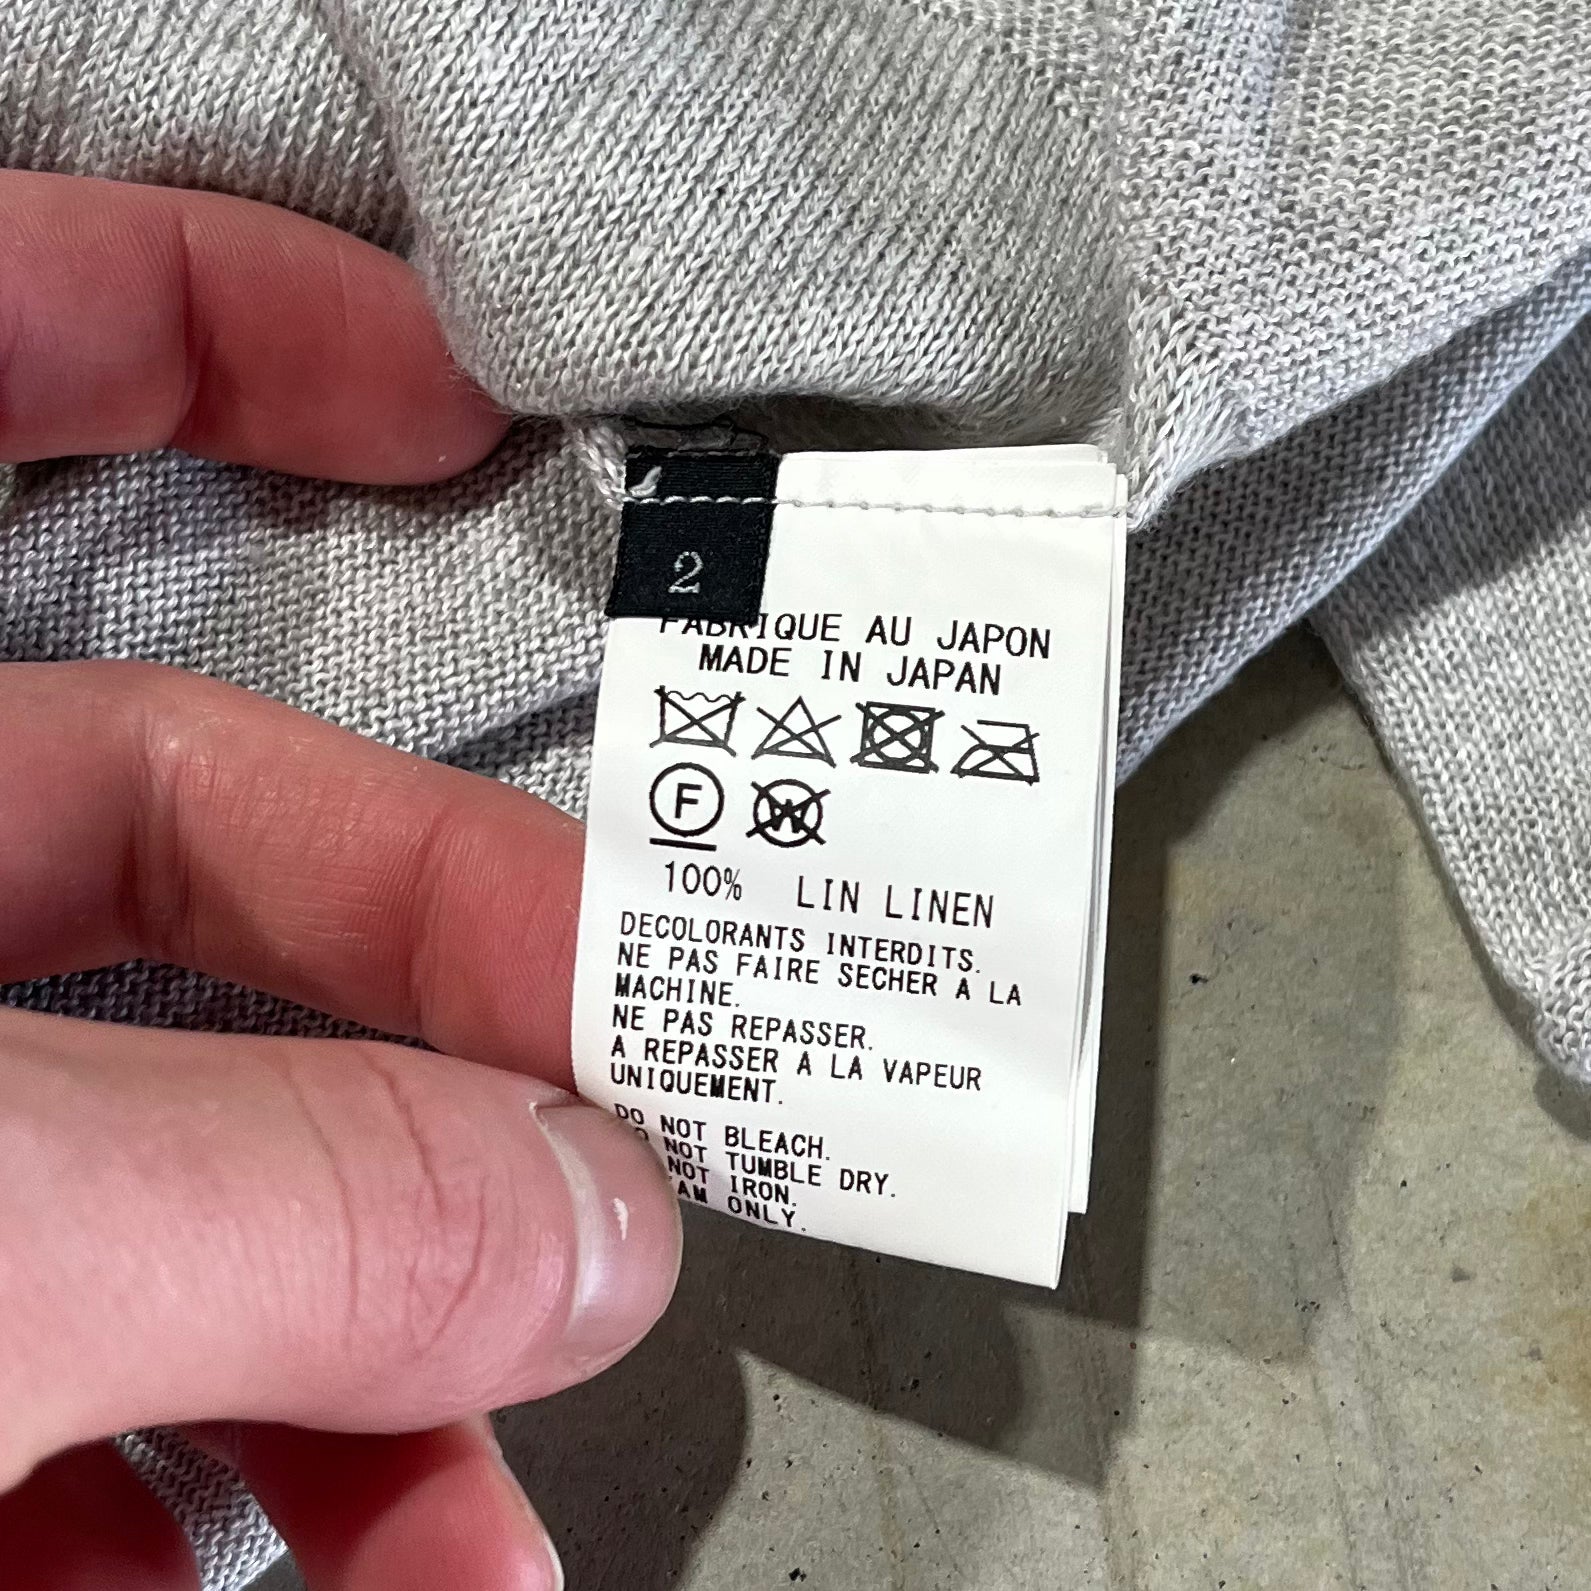 2
FABRIQUE AU JAPON
MADE IN JAPAN
F
W
100% LIN LINEN
DECOLORANTS INTERDITS.
NE PAS FAIRE SECHER A LA
MACHINE.
NE PAS REPASSER.
A REPASSER A LA VAPEUR
UNIQUEMENT.
DO NOT BLEACH.
NOT TUMBLE DRY.
NOT IRON.
ONLY.